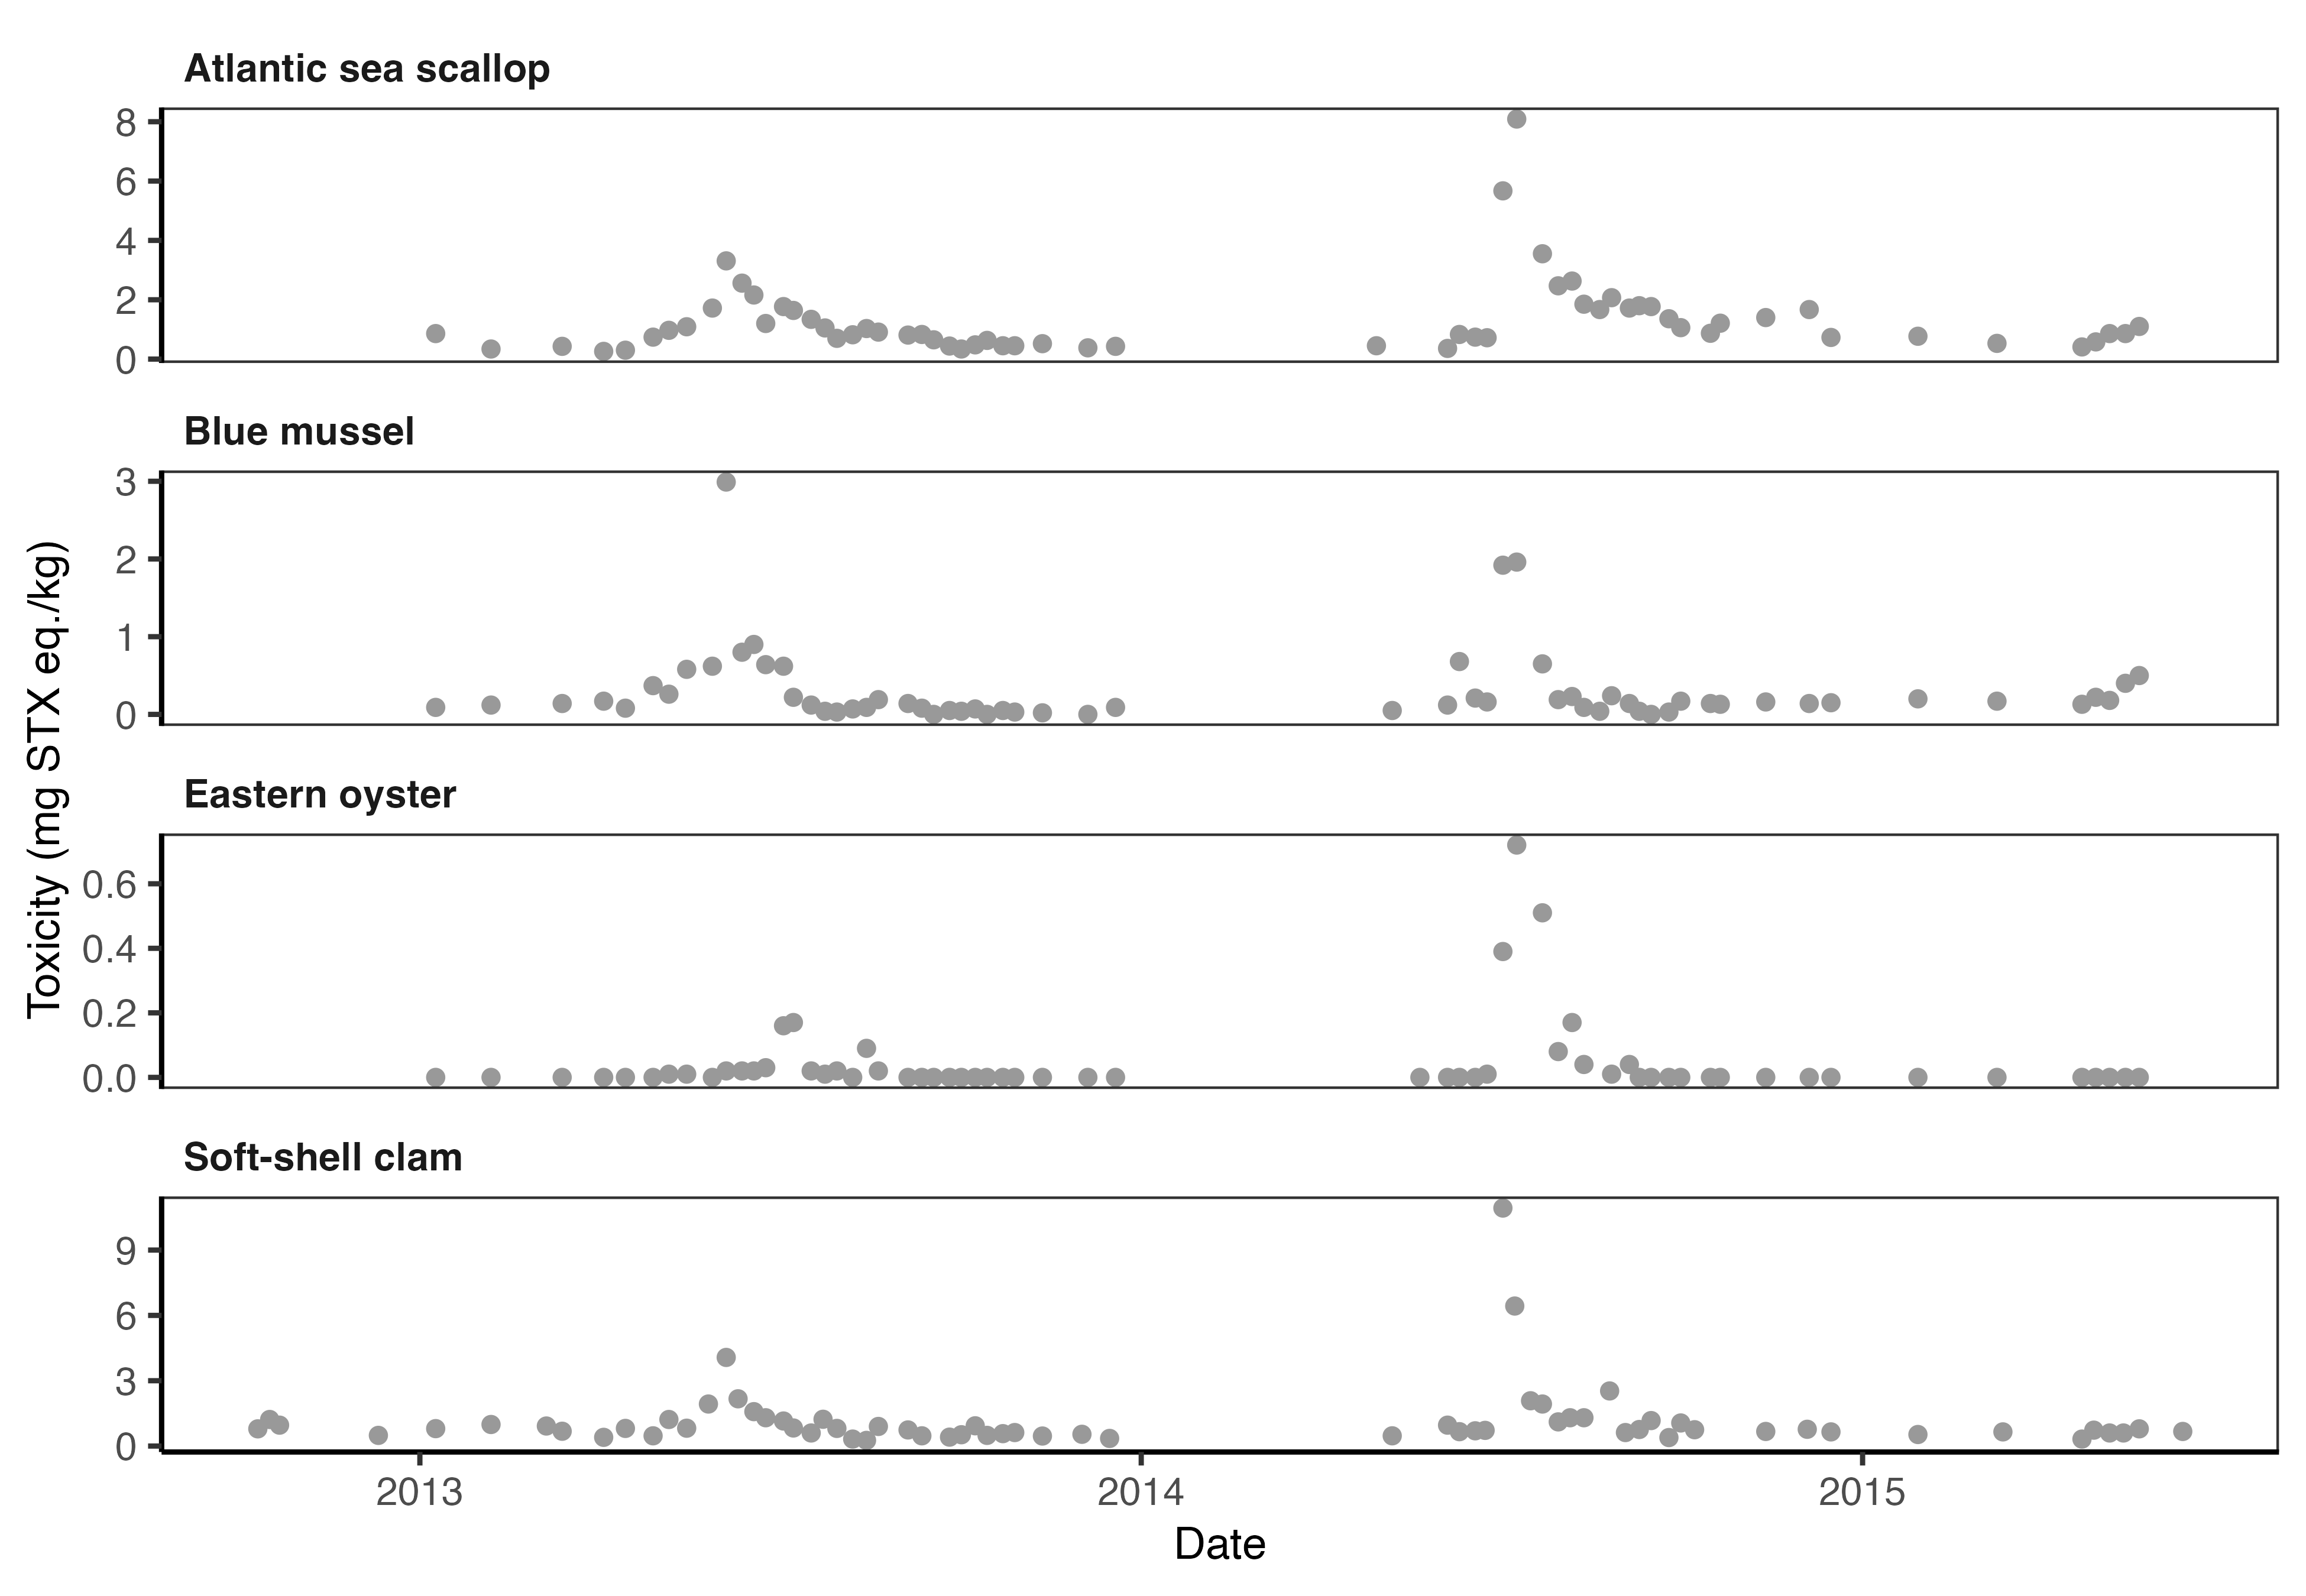 Atlantic sea scallop
8
6
4
2
0
Blue mussel
3
2
1
0
Eastern oyster
0.6
0.4
0.2
0.0
Soft-shell clam
9
6
3
0
2013 2014 2015
Date
Toxicity (mg STX eq./kg)